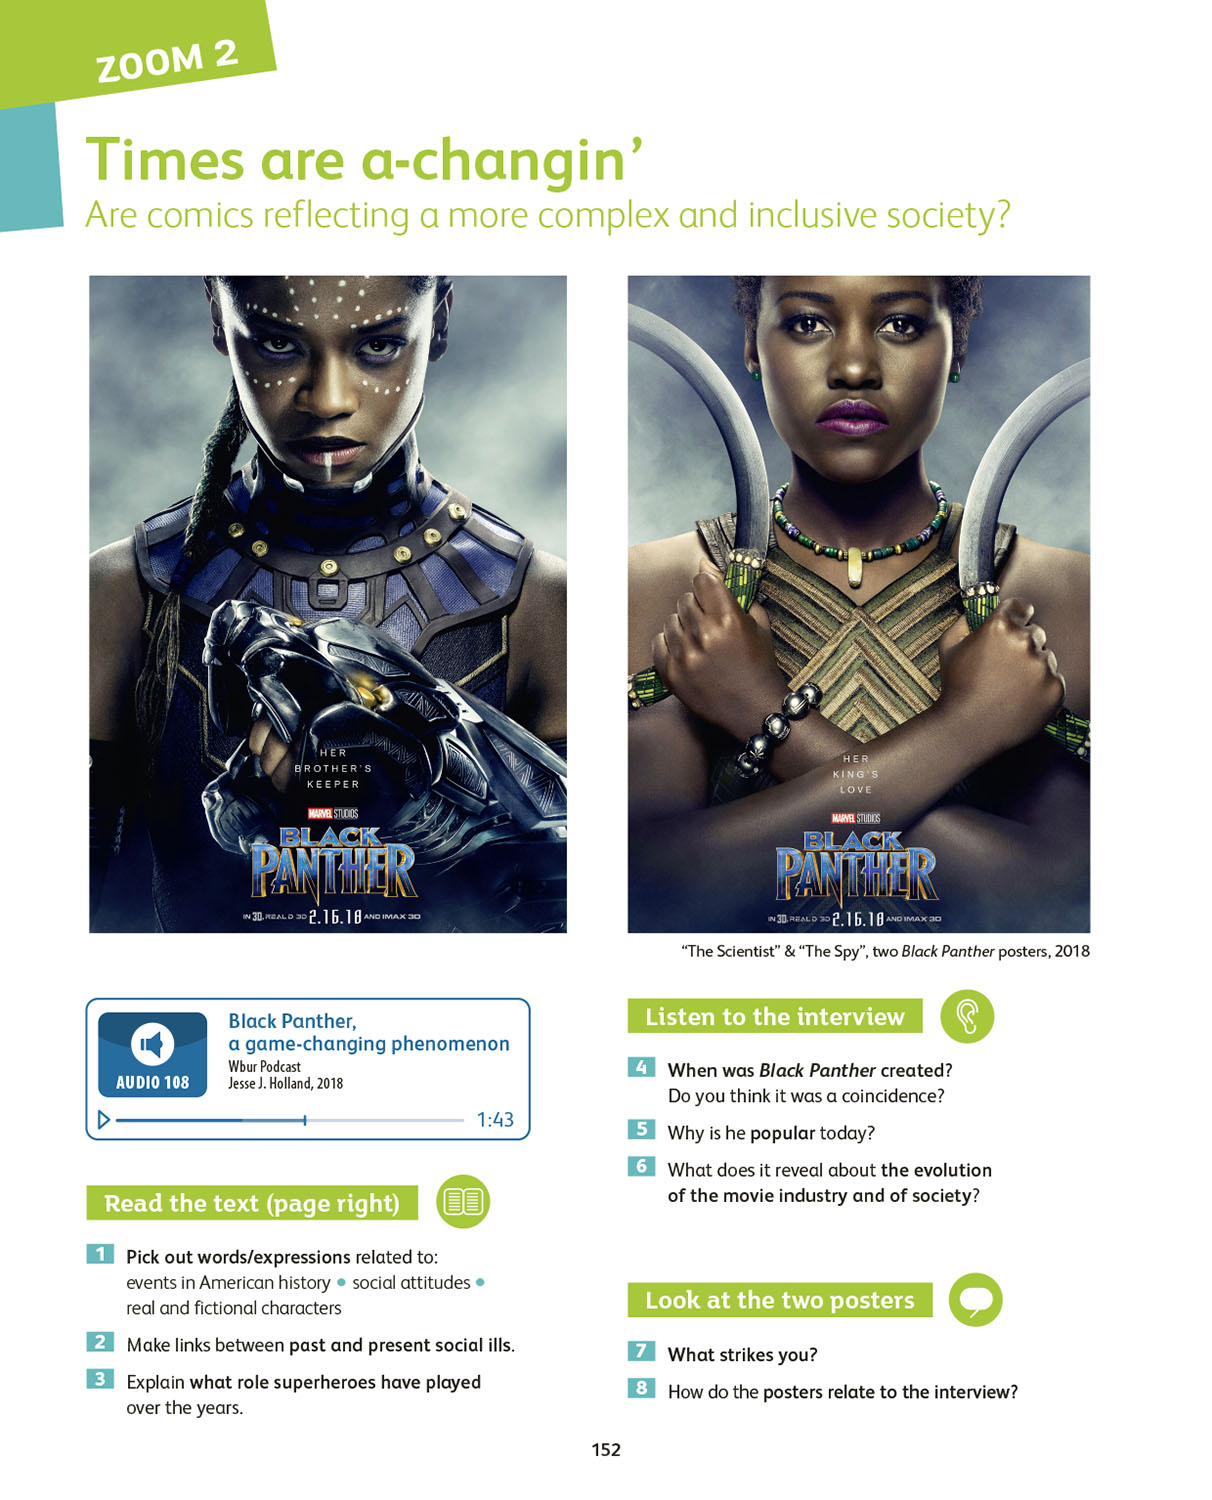 ZOOM 2
Times are a-changin’
Are comics reflecting a more complex and inclusive society?
HER
BROTHER'S
KEEPER
MARVEL STUDIOS
BLACK
PANTHER
IN 3D, REAL D 3D 2.16.18 AND IMAX 3D
HER
KING'S
LOVE
MARVEL STUDIOS
BLACK
PANTHER
IN 3D, REAL D 3D 2.16.18 AND IMAX 3D
“The Scientist” & “The Spy”, two Black Panther posters, 2018
AUDIO 108
Black Panther,
a game-changing phenomenon
Wbur Podcast
Jesse J. Holland, 2018
1:43
Read the text (page right)
1 Pick out words/expressions related to:
events in American history • social attitudes •
real and fictional characters
2 Make links between past and present social ills.
3 Explain what role superheroes have played
over the years.
Listen to the interview
4 When was Black Panther created?
Do you think it was a coincidence?
5 Why is he popular today?
6 What does it reveal about the evolution
of the movie industry and of society?
Look at the two posters
7 What strikes you?
8 How do the posters relate to the interview?
152